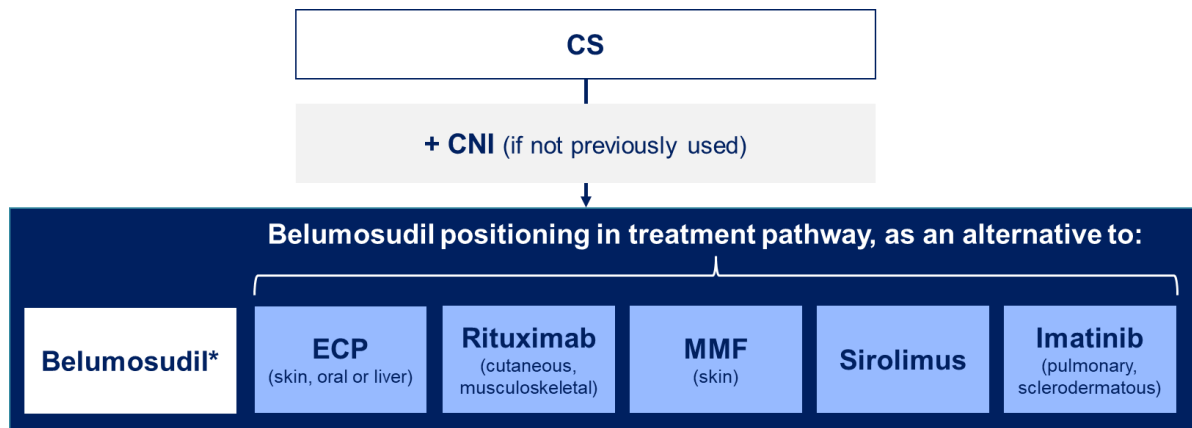 CS
+ CNI (if not previously used)
Belumosudil positioning in treatment pathway, as an alternative to:
Belumosudil*
ECP
(skin, oral or liver)
Rituximab
(cutaneous,
musculoskeletal)
MMF
(skin)
Sirolimus
Imatinib
(pulmonary,
sclerodermatous)